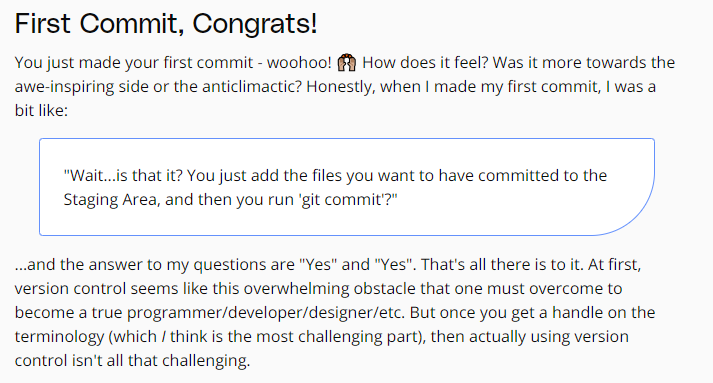 First Commit, Congrats!
You just made your first commit - woohoo! 🙌🏾 How does it feel? Was it more towards the
awe-inspiring side or the anticlimactic? Honestly, when I made my first commit, I was a
bit like:
"Wait...is that it? You just add the files you want to have committed to the
Staging Area, and then you run 'git commit'?"
...and the answer to my questions are "Yes" and "Yes". That's all there is to it. At first,
version control seems like this overwhelming obstacle that one must overcome to
become a true programmer/developer/designer/etc. But once you get a handle on the
terminology (which I think is the most challenging part), then actually using version
control isn't all that challenging.